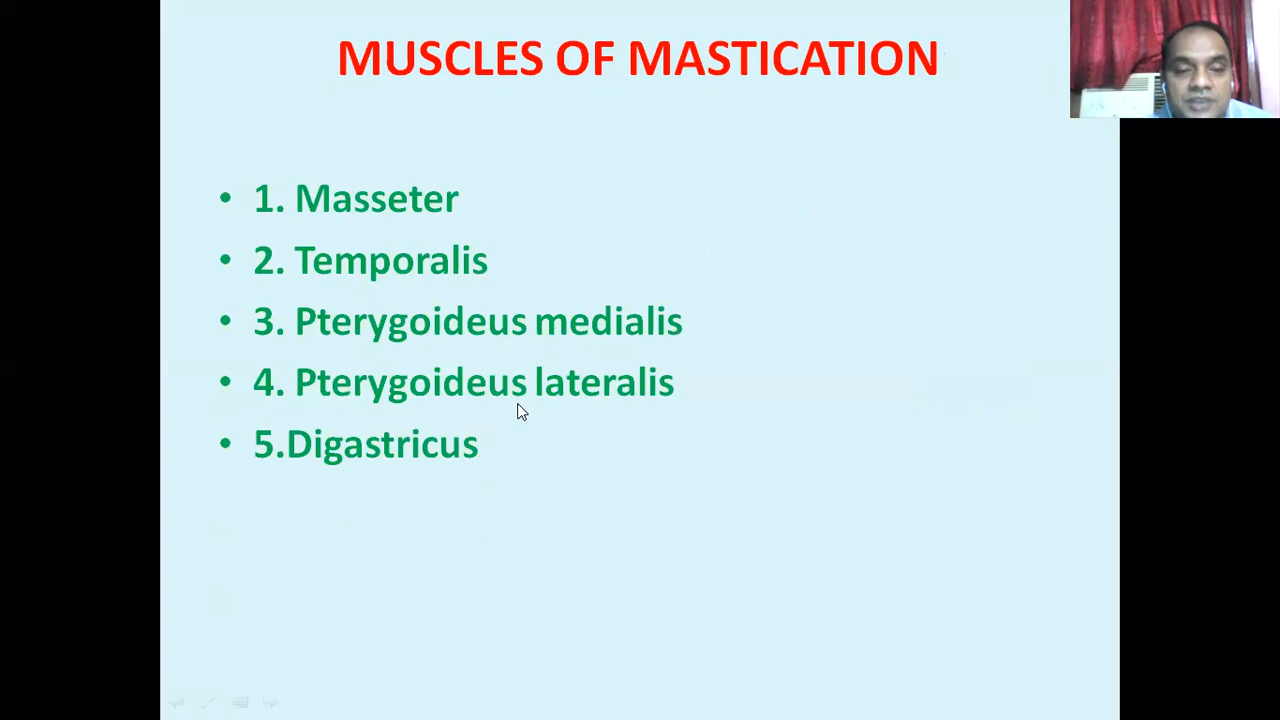 MUSCLES OF MASTICATION
• 1. Masseter
• 2. Temporalis
• 3. Pterygoideus medialis
• 4. Pterygoideus lateralis
• 5.Digastricus